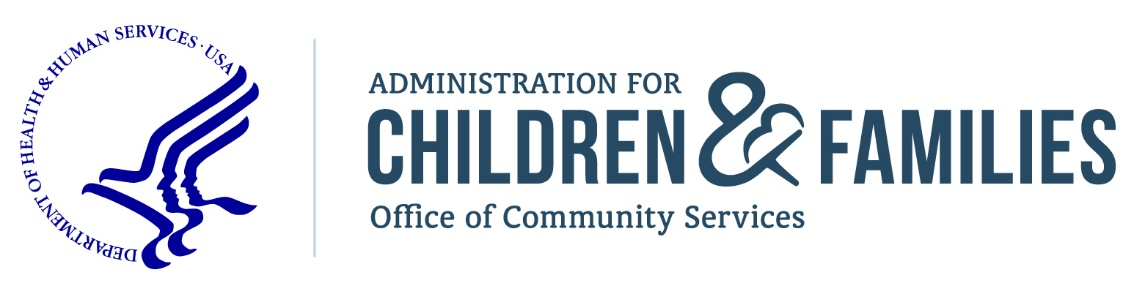 DEPARTMENT OF HEALTH & HUMAN SERVICES · USA
ADMINISTRATION FOR
CHILDREN & FAMILIES
Office of Community Services